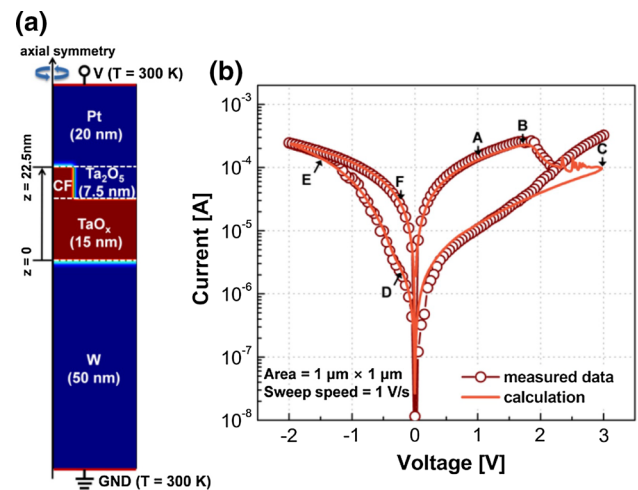 (a)
axial symmetry
V (T = 300 K)
Pt
(20 nm)
z = 22.5nm
CF
Ta₂O₅
(7.5 nm)
TaOₓ
(15 nm)
z = 0
W
(50 nm)
GND (T = 300 K)
(b)
Current [A]
10⁻³
10⁻⁴
10⁻⁵
10⁻⁶
10⁻⁷
10⁻⁸
A
B
C
D
E
F
Area = 1 μm × 1 μm
Sweep speed = 1 V/s
measured data
calculation
-2 -1 0 1 2 3
Voltage [V]